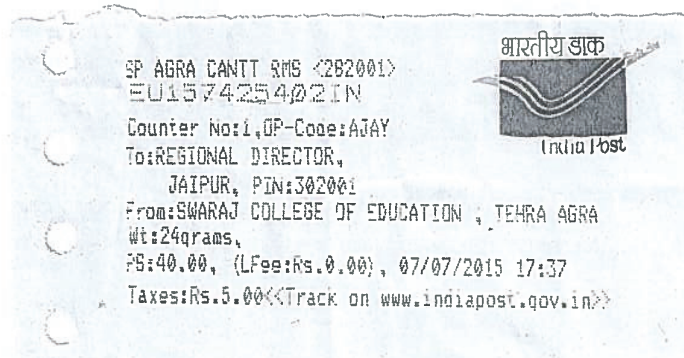 भारतीय डाक
India Post
SP AGRA CANTT RMS <282001>
EU157425402IN
Counter No:1,OP-Code:AJAY
To:REGIONAL DIRECTOR,
JAIPUR, PIN:302001
From:SWARAJ COLLEGE OF EDUCATION , TEHRA AGRA
Wt:24grams,
PS:40.00, (LFee:Rs.0.00), 07/07/2015 17:37
Taxes:Rs.5.00<<Track on www.indiapost.gov.in>>